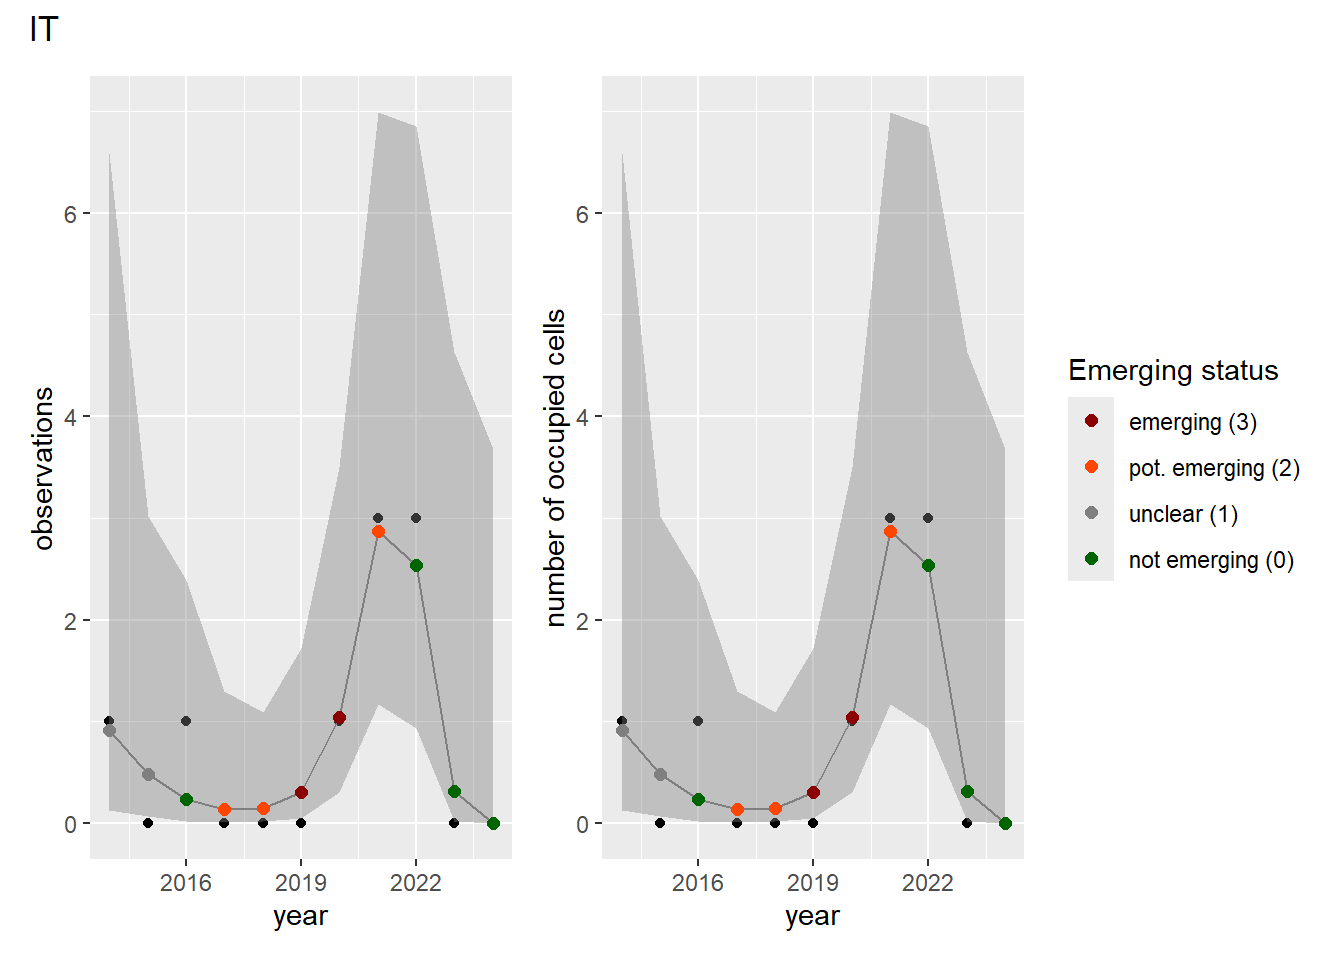 IT
observations
0
2
4
6
2016 2019 2022
year
number of occupied cells
0
2
4
6
2016 2019 2022
year
Emerging status
emerging (3)
pot. emerging (2)
unclear (1)
not emerging (0)